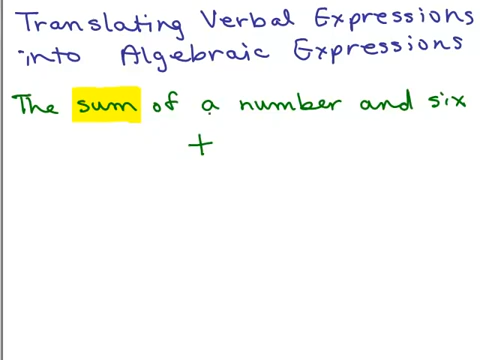 Translating Verbal Expressions
into Algebraic Expressions
The sum of a number and six
+